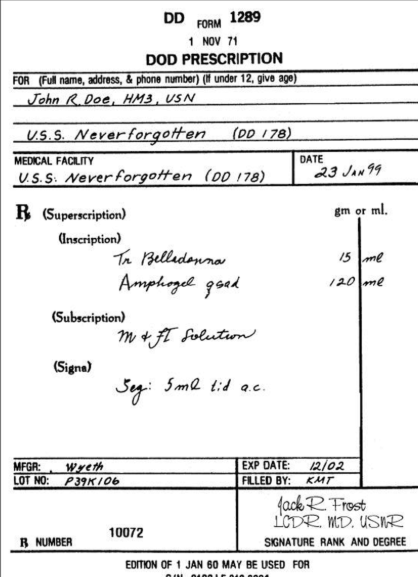 DD FORM 1289
1 NOV 71
DOD PRESCRIPTION
FOR (Full name, address, & phone number) (If under 12, give age)
John R. Doe, HM3, USN
U.S.S. Neverforgotten (DD 178)
MEDICAL FACILITY
U.S.S. Neverforgotten (DD 178)
DATE
23 JAN 99
℞ (Superscription) gm or ml.
(Inscription)
Tr Belladonna 15 ml
Amphogel qsad 120 ml
(Subscription)
M & Ft Solution
(Signa)
Sig: 5ml tid a.c.
MFGR: Wyeth EXP DATE: 12/02
LOT NO: P39K106 FILLED BY: KMT
Jack R. Frost
LCDR. MD. USNR
10072
℞ NUMBER SIGNATURE RANK AND DEGREE
EDITION OF 1 JAN 60 MAY BE USED FOR